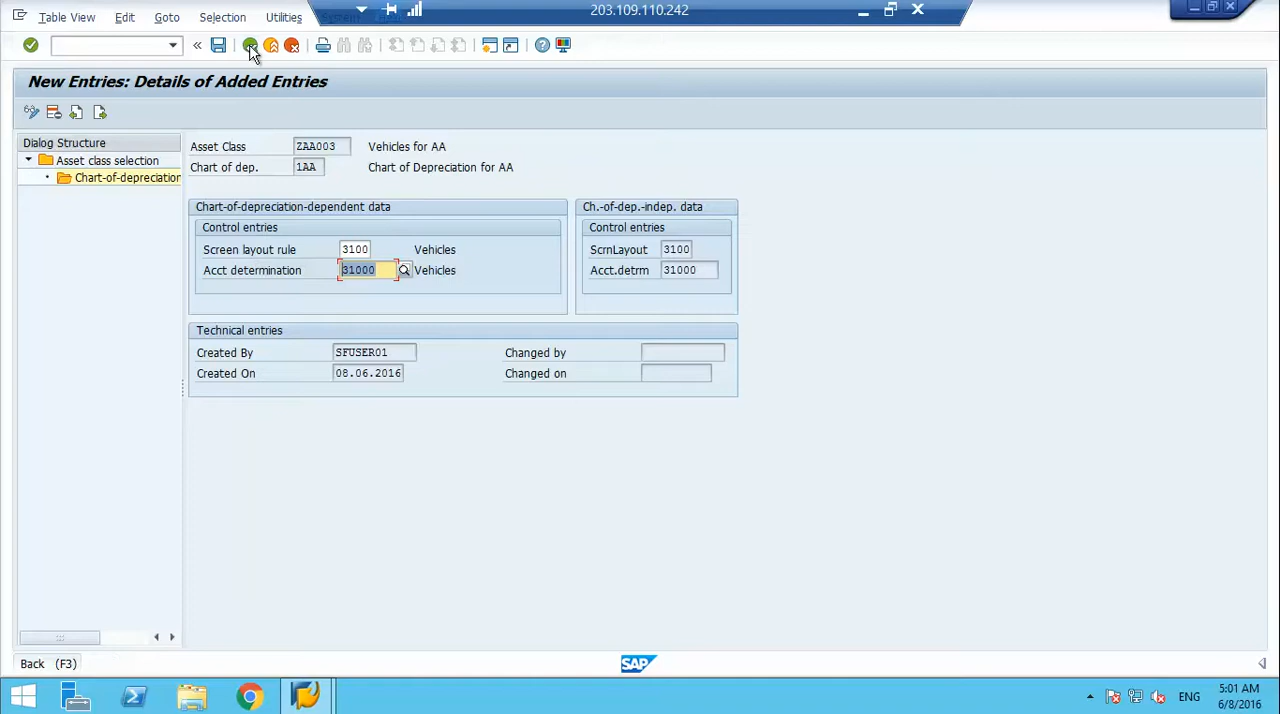 203.109.110.242
Table View Edit Goto Selection Utilities
New Entries: Details of Added Entries
Dialog Structure
Asset class selection
Chart-of-depreciation
Asset Class ZAA003 Vehicles for AA
Chart of dep. 1AA Chart of Depreciation for AA
Chart-of-depreciation-dependent data
Control entries
Screen layout rule 3100 Vehicles
Acct determination 31000 Vehicles
Ch.-of-dep.-indep. data
Control entries
ScrnLayout 3100
Acct.detrm 31000
Technical entries
Created By SFUSER01 Changed by
Created On 08.06.2016 Changed on
Back (F3)
SAP
ENG
5:01 AM
6/8/2016